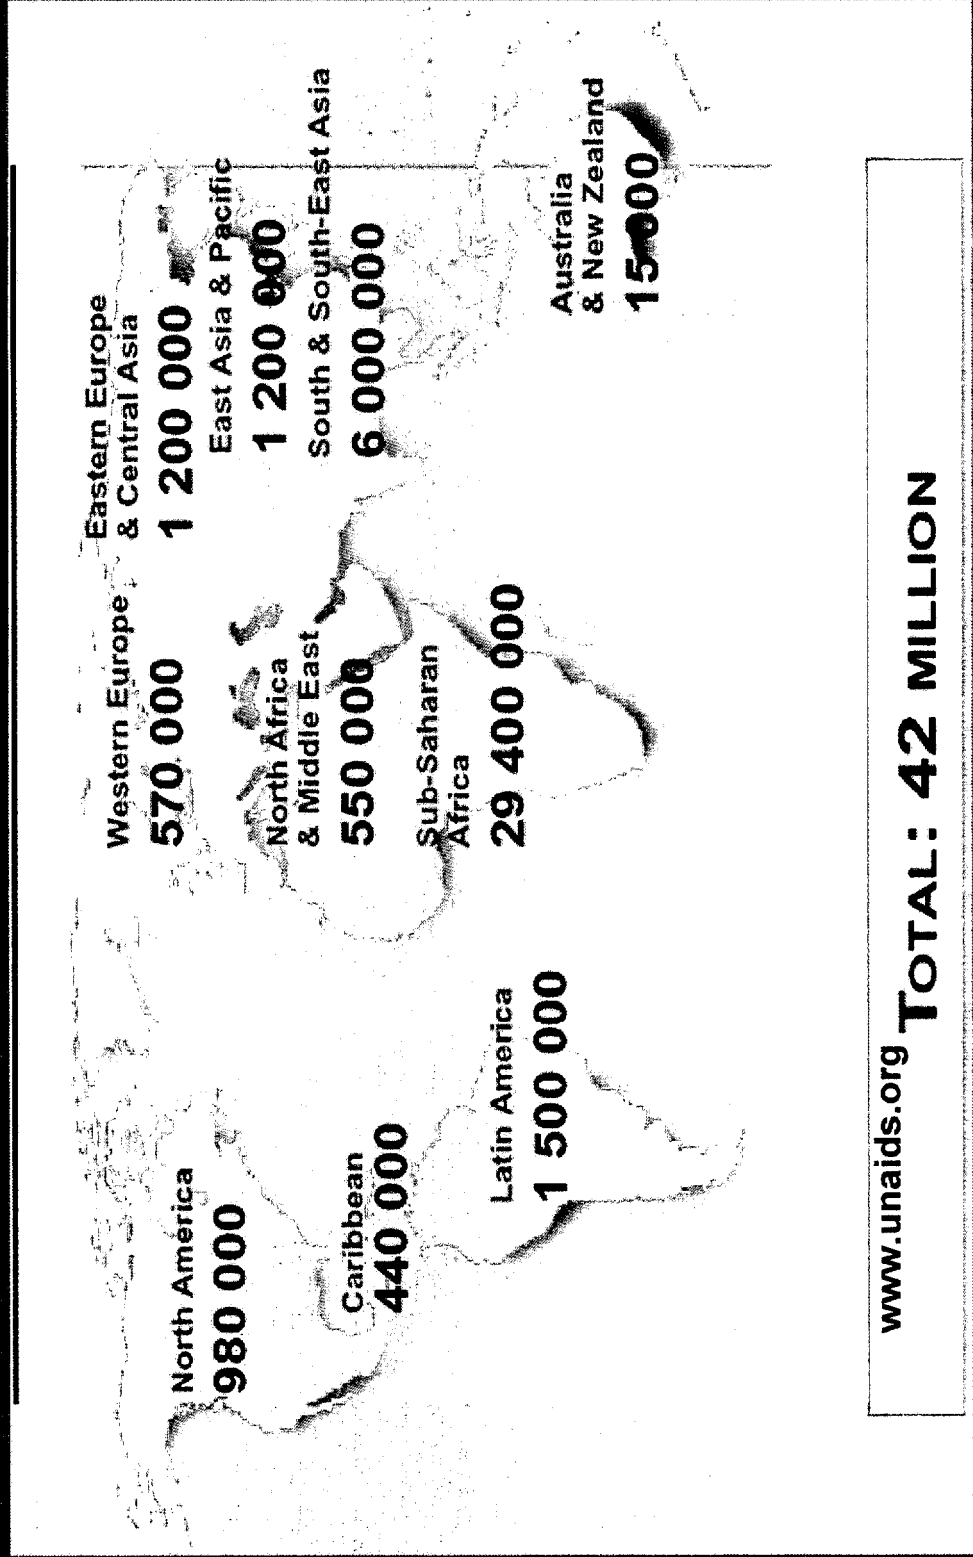 North America
980 000
Caribbean
440 000
Latin America
1 500 000
Western Europe
570 000
North Africa
& Middle East
550 000
Sub-Saharan
Africa
29 400 000
Eastern Europe
& Central Asia
1 200 000
East Asia & Pacific
1 200 000
South & South-East Asia
6 000 000
Australia
& New Zealand
15 000
www.unaids.org
TOTAL: 42 MILLION